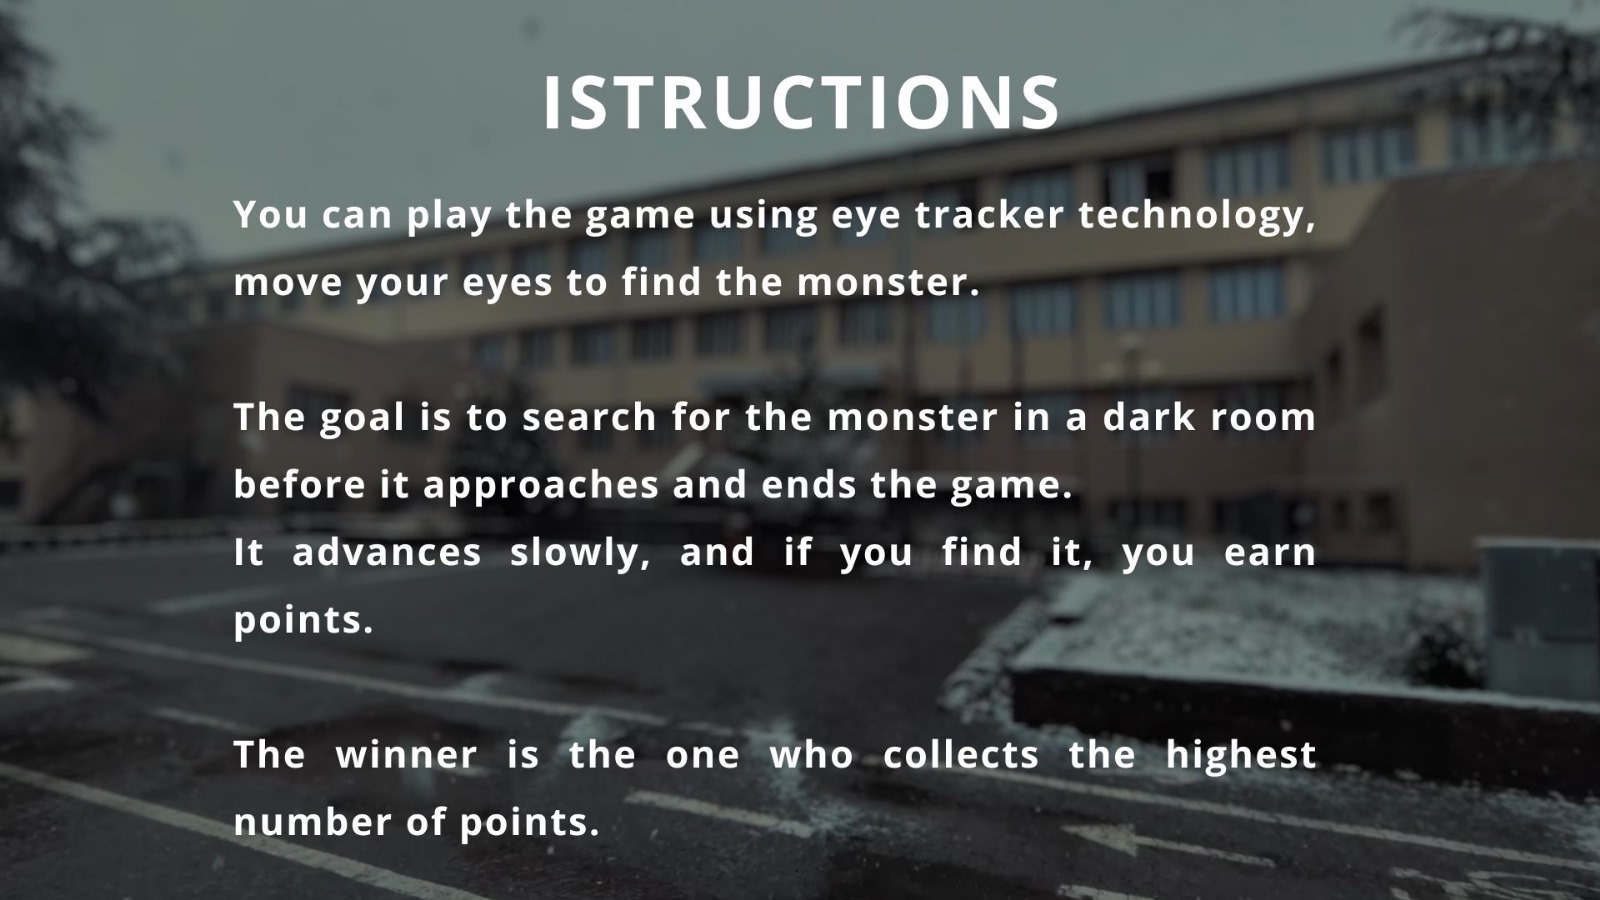 ISTRUCTIONS
You can play the game using eye tracker technology,
move your eyes to find the monster.
The goal is to search for the monster in a dark room
before it approaches and ends the game.
It advances slowly, and if you find it, you earn
points.
The winner is the one who collects the highest
number of points.